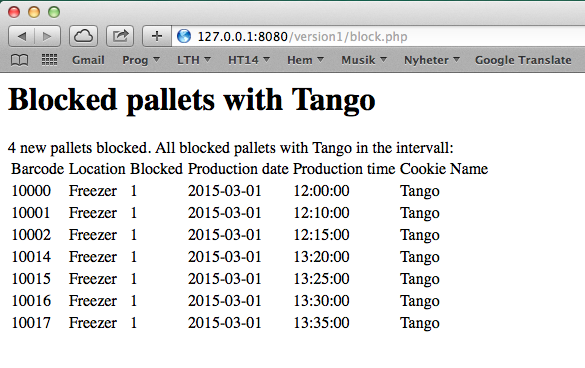 127.0.0.1:8080/version1/block.php
Gmail Prog LTH HT14 Hem Musik Nyheter Google Translate
Blocked pallets with Tango
4 new pallets blocked. All blocked pallets with Tango in the intervall:
Barcode Location Blocked Production date Production time Cookie Name
10000 Freezer 1 2015-03-01 12:00:00 Tango
10001 Freezer 1 2015-03-01 12:10:00 Tango
10002 Freezer 1 2015-03-01 12:15:00 Tango
10014 Freezer 1 2015-03-01 13:20:00 Tango
10015 Freezer 1 2015-03-01 13:25:00 Tango
10016 Freezer 1 2015-03-01 13:30:00 Tango
10017 Freezer 1 2015-03-01 13:35:00 Tango